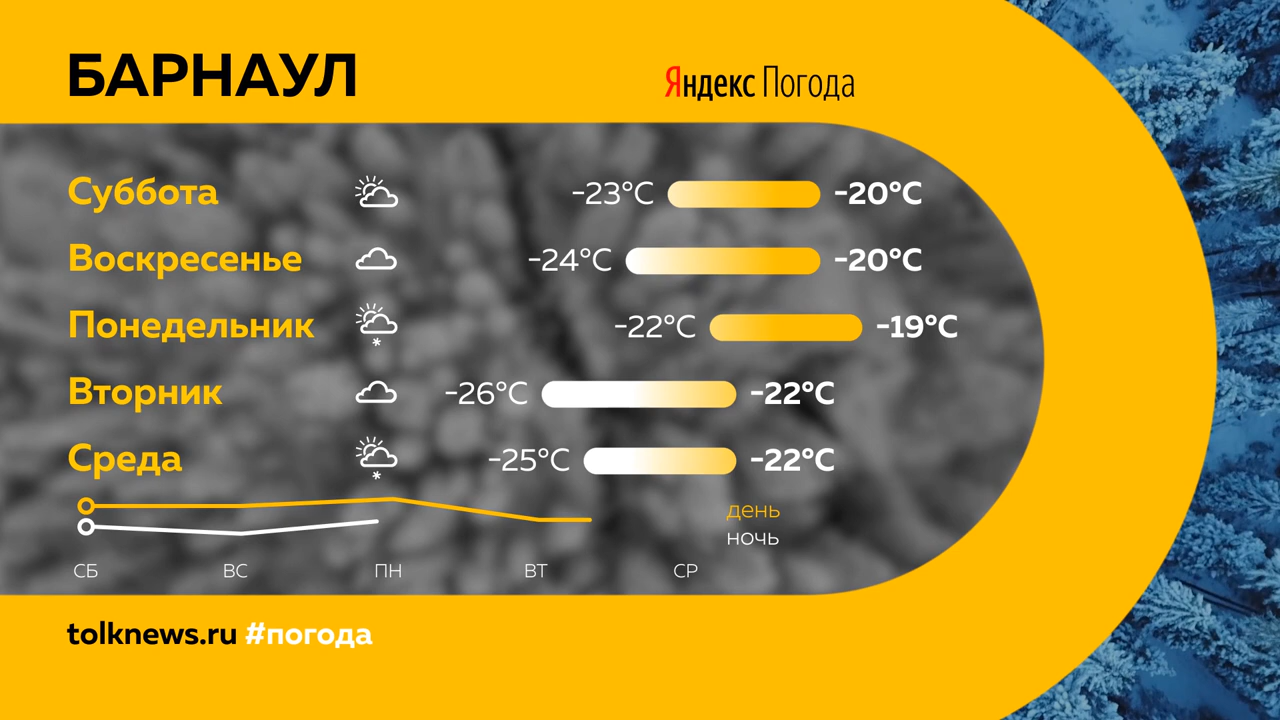 БАРНАУЛ
Яндекс Погода
Суббота -23°C -20°C
Воскресенье -24°C -20°C
Понедельник -22°C -19°C
Вторник -26°C -22°C
Среда -25°C -22°C
день
ночь
СБ ВС ПН ВТ СР
tolknews.ru #погода